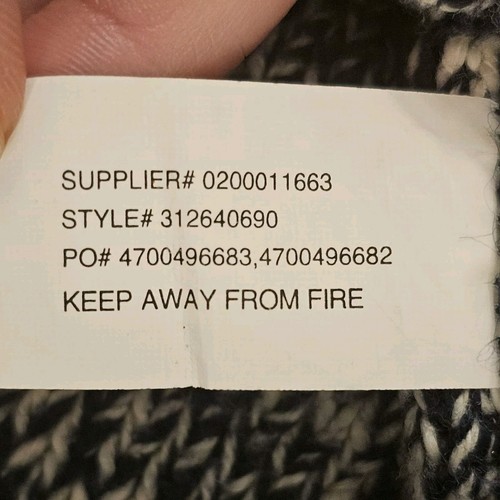 SUPPLIER# 0200011663
STYLE# 312640690
PO# 4700496683,4700496682
KEEP AWAY FROM FIRE